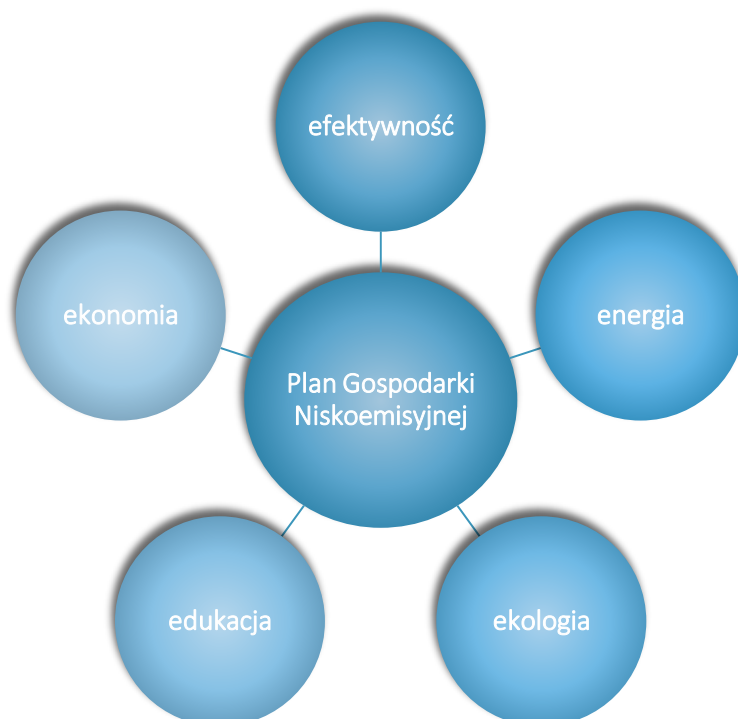 efektywność
ekonomia
energia
Plan Gospodarki
Niskoemisyjnej
edukacja
ekologia